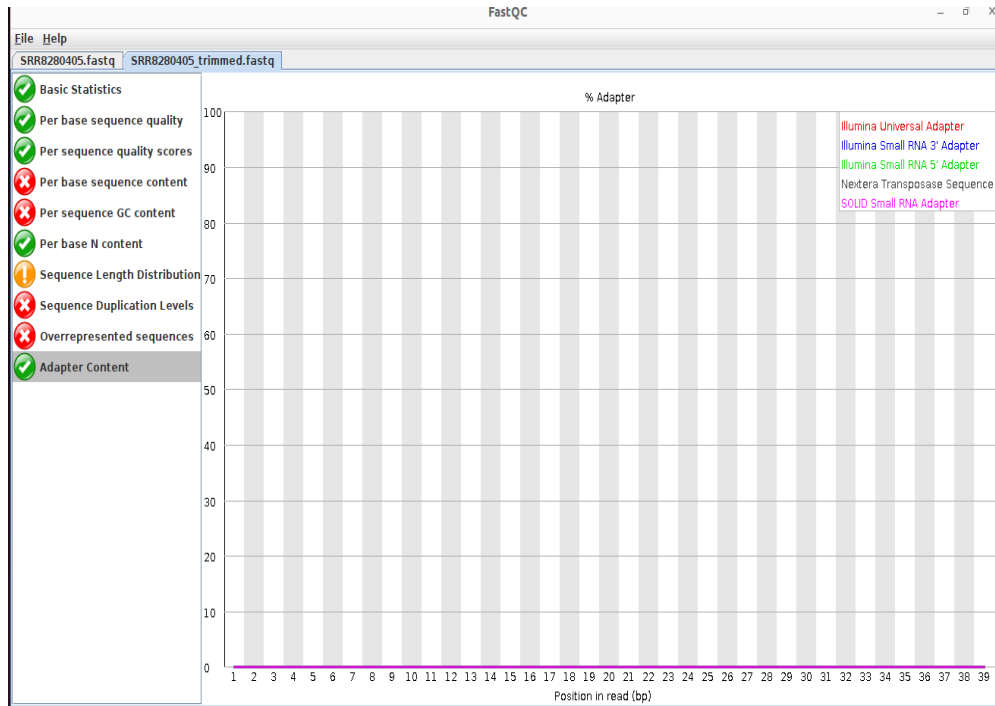 FastQC
File Help
SRR8280405.fastq SRR8280405_trimmed.fastq
Basic Statistics
Per base sequence quality
Per sequence quality scores
Per base sequence content
Per sequence GC content
Per base N content
Sequence Length Distribution
Sequence Duplication Levels
Overrepresented sequences
Adapter Content
% Adapter
100
90
80
70
60
50
40
30
20
10
0
Illumina Universal Adapter
Illumina Small RNA 3' Adapter
Illumina Small RNA 5' Adapter
Nextera Transposase Sequence
SOLID Small RNA Adapter
1 2 3 4 5 6 7 8 9 10 11 12 13 14 15 16 17 18 19 20 21 22 23 24 25 26 27 28 29 30 31 32 33 34 35 36 37 38 39
Position in read (bp)